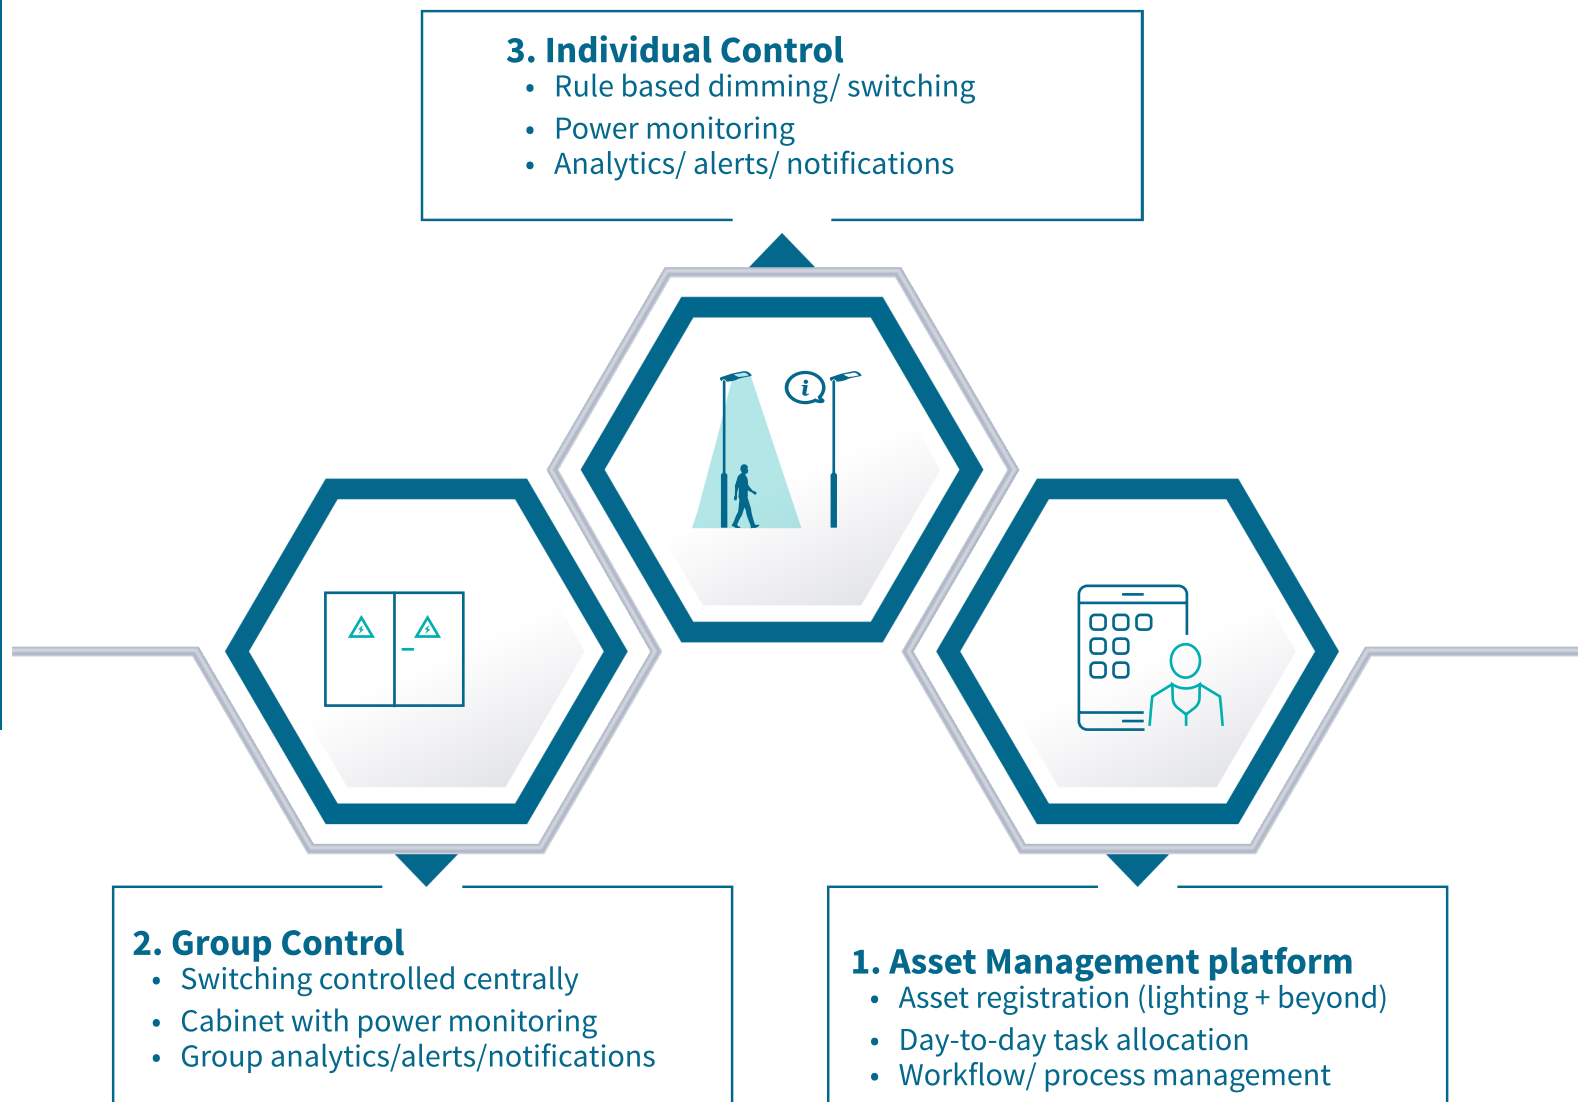 3. Individual Control
• Rule based dimming/ switching
• Power monitoring
• Analytics/ alerts/ notifications
i
2. Group Control
• Switching controlled centrally
• Cabinet with power monitoring
• Group analytics/alerts/notifications
1. Asset Management platform
• Asset registration (lighting + beyond)
• Day-to-day task allocation
• Workflow/ process management